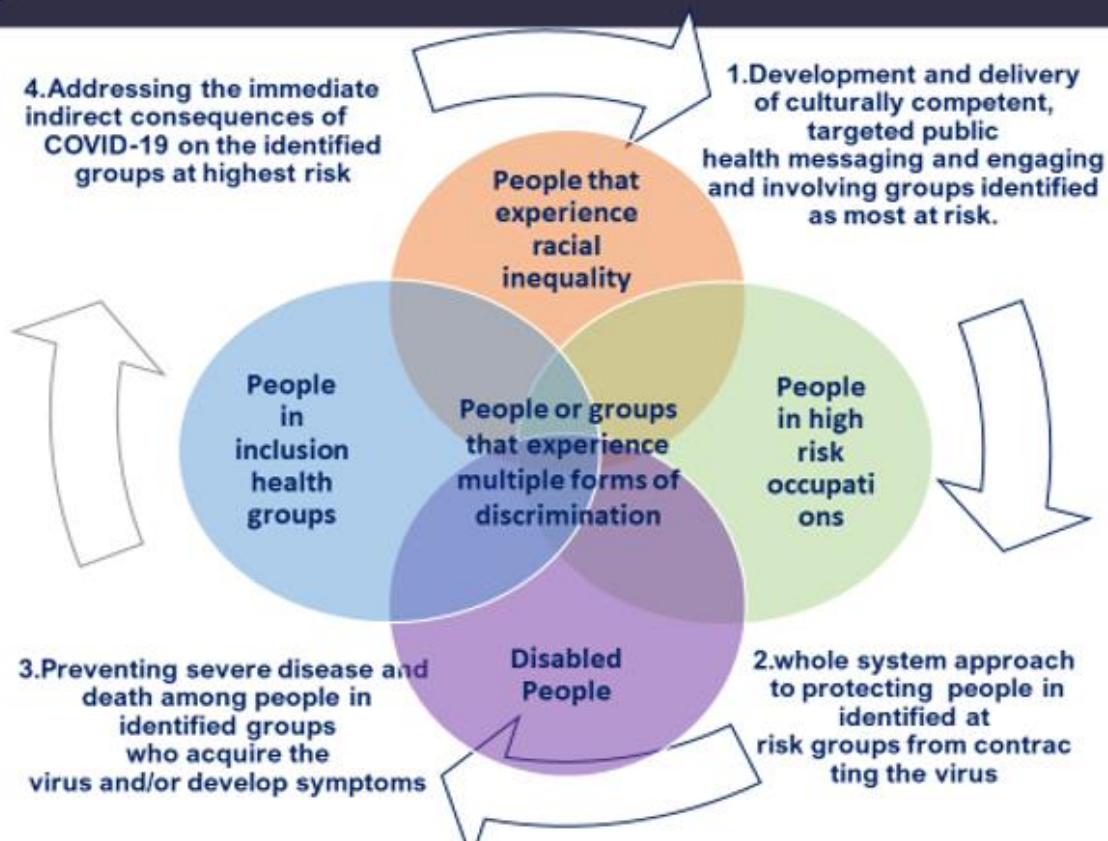 4.Addressing the immediate
indirect consequences of
COVID-19 on the identified
groups at highest risk
1.Development and delivery
of culturally competent,
targeted public
health messaging and engaging
and involving groups identified
as most at risk.
People that
experience
racial
inequality
People
in
inclusion
health
groups
People or groups
that experience
multiple forms of
discrimination
People
in high
risk
occupati
ons
Disabled
People
3.Preventing severe disease and
death among people in
identified groups
who acquire the
virus and/or develop symptoms
2.whole system approach
to protecting people in
identified at
risk groups from contrac
ting the virus